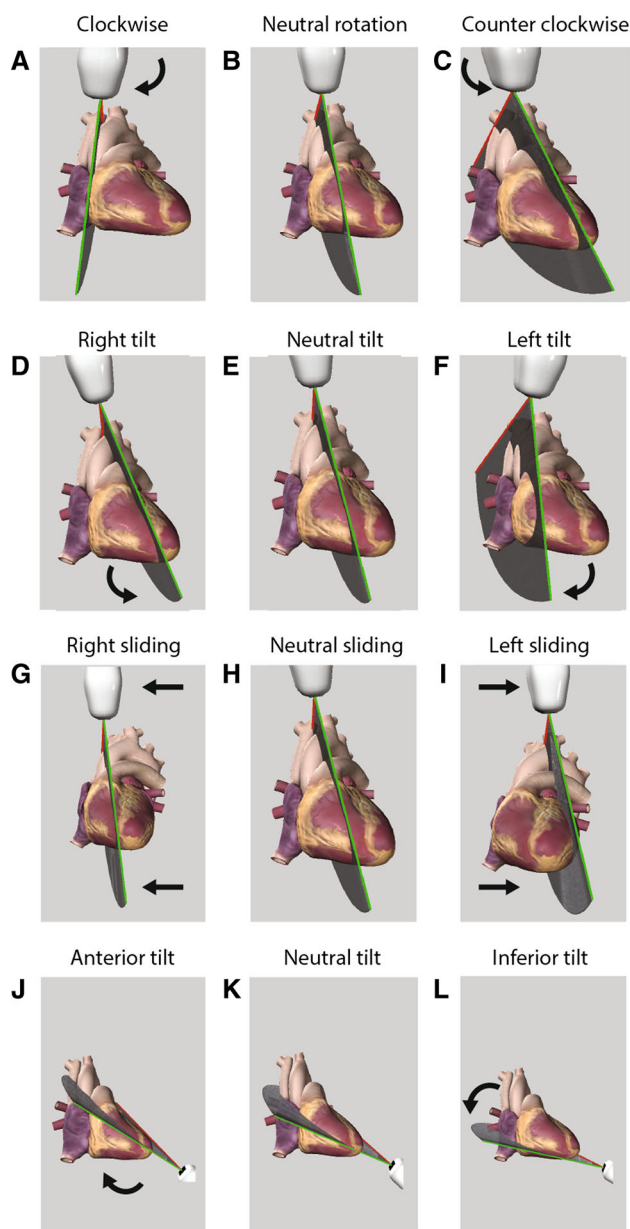 Clockwise
Neutral rotation
Counter clockwise
A
B
C
Right tilt
Neutral tilt
Left tilt
D
E
F
Right sliding
Neutral sliding
Left sliding
G
H
I
Anterior tilt
Neutral tilt
Inferior tilt
J
K
L